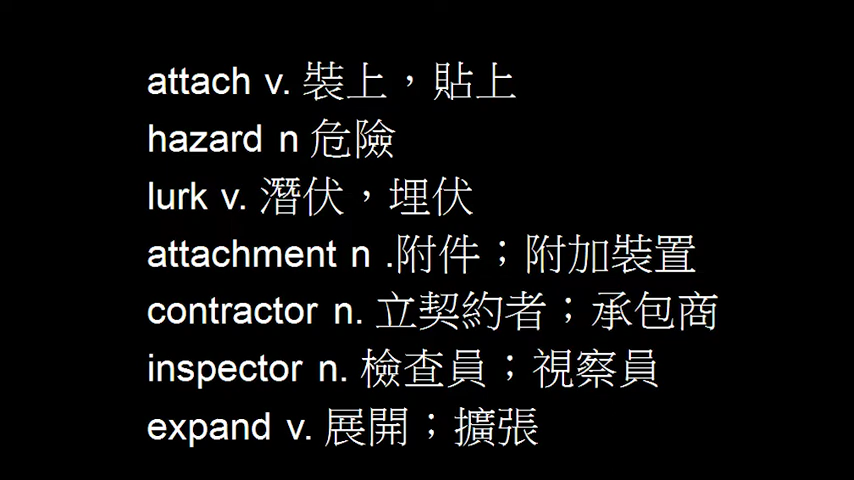 attach v. 裝上，貼上
hazard n 危險
lurk v. 潛伏，埋伏
attachment n .附件；附加裝置
contractor n. 立契約者；承包商
inspector n. 檢查員；視察員
expand v. 展開；擴張